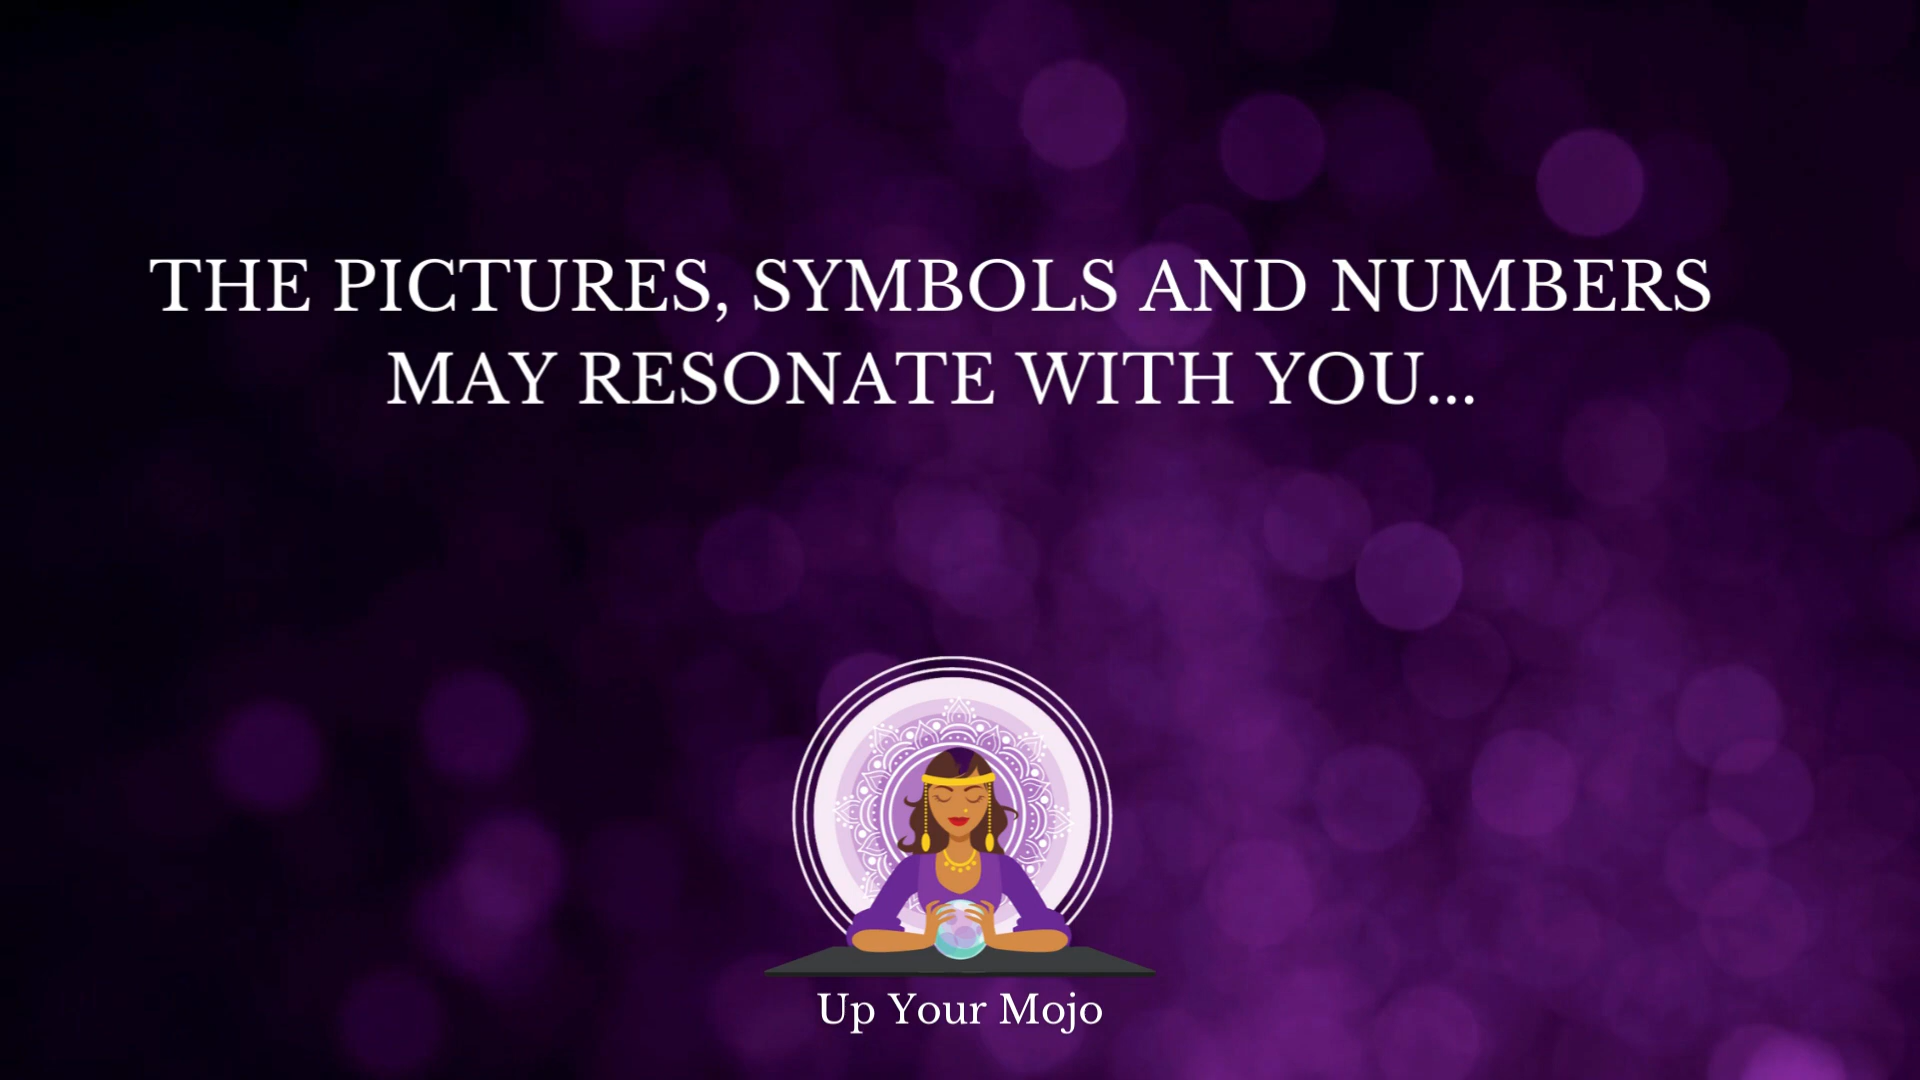 THE PICTURES, SYMBOLS AND NUMBERS
MAY RESONATE WITH YOU...
Up Your Mojo